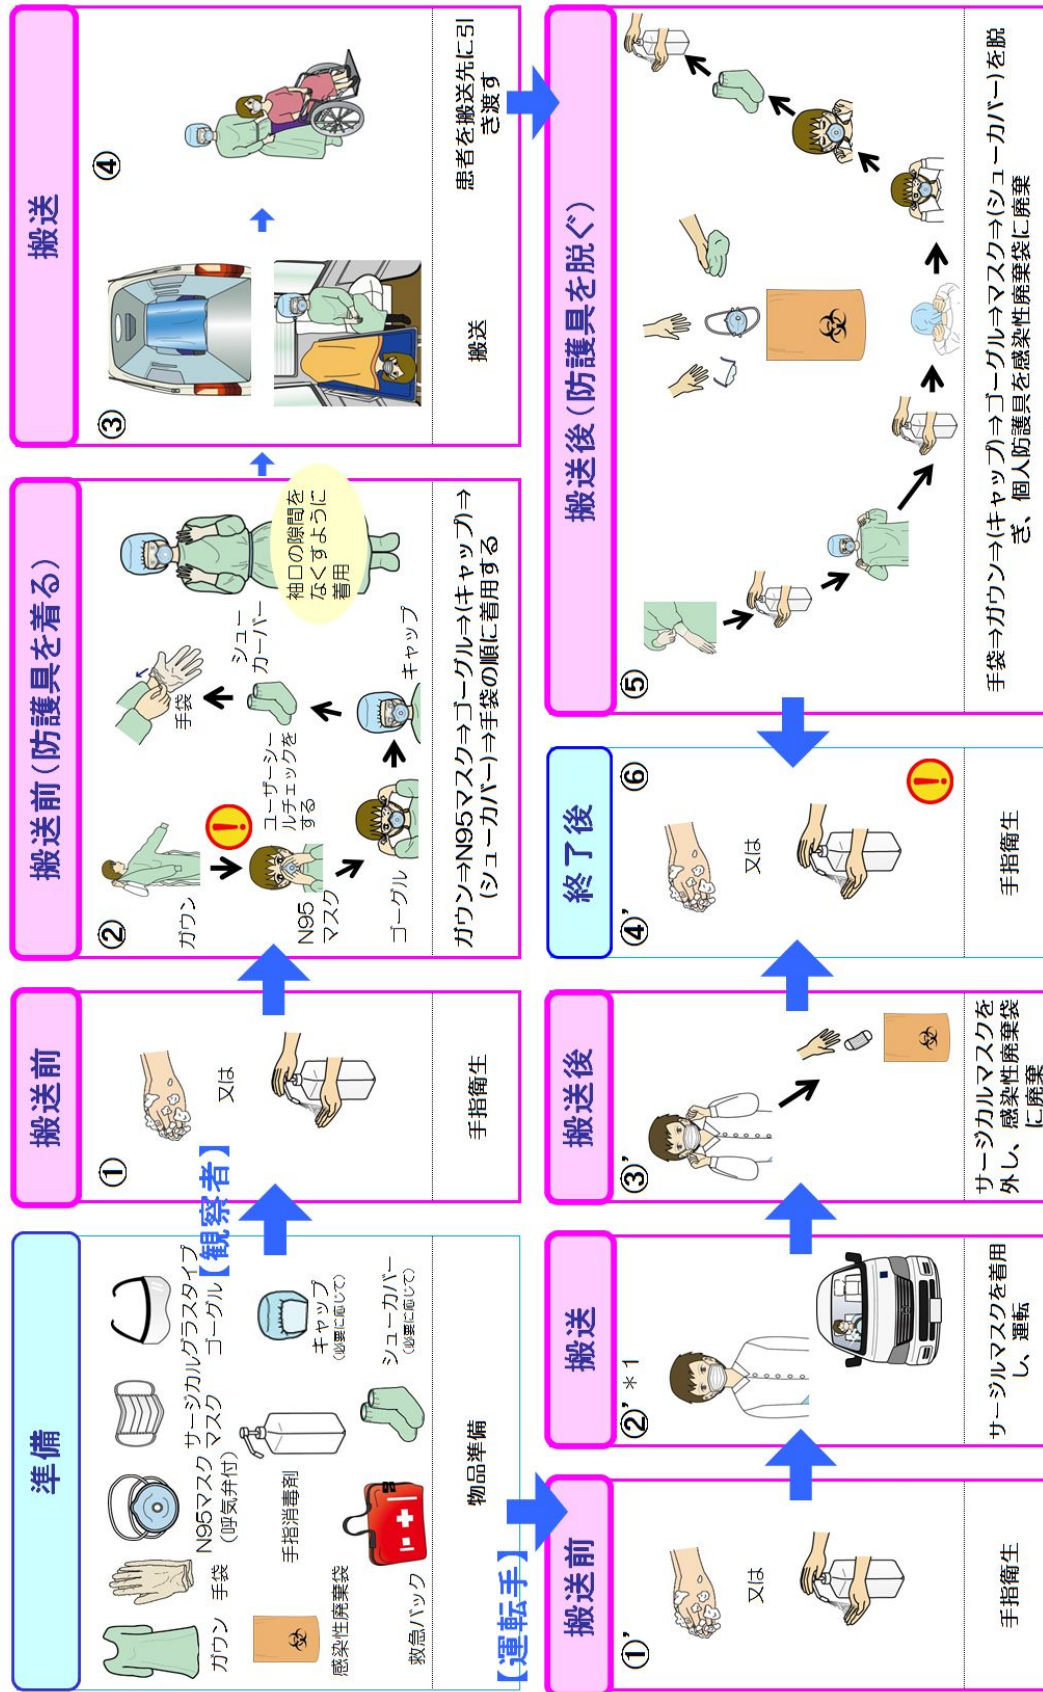 準備
ガウン
手袋
N95マスク
（呼気弁付）
サージカル
マスク
グラスタイプ
ゴーグル
感染性廃棄袋
手指消毒剤
キャップ
（必要に応じて）
救急バック
シューカバー
（必要に応じて）
物品準備
【観察者】
搬送前
①
又は
手指衛生
搬送前（防護具を着る）
②
ガウン
N95
マスク
ユーザーシー
ルチェックを
する
ゴーグル
キャップ
シュー
カーバー
手袋
袖口の隙間を
なくすように
着用
ガウン⇒N95マスク⇒ゴーグル⇒(キャップ)⇒
(シューカバー)⇒手袋の順に着用する
搬送
③
搬送
④
患者を搬送先に引
き渡す
【運転手】
搬送前
①’
又は
手指衛生
搬送
②’＊1
サージルマスクを着用
し、運転
搬送後
③’
サージカルマスクを
外し、感染性廃棄袋
に廃棄
終了後
④’
⑥
又は
手指衛生
搬送後（防護具を脱ぐ）
⑤
手袋⇒ガウン⇒(キャップ)⇒ゴーグル⇒マスク⇒(シューカバー)を脱
ぎ、個人防護具を感染性廃棄袋に廃棄